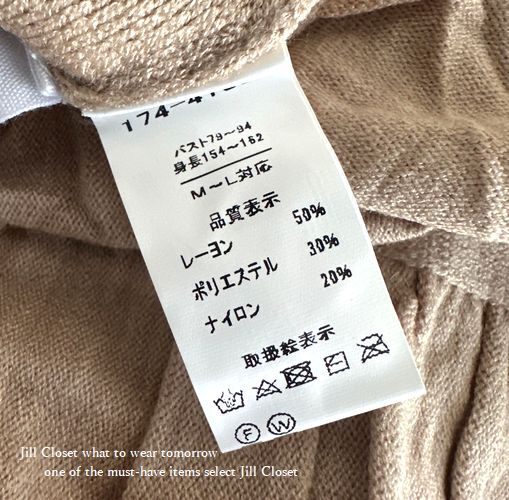 バスト79～94
身長154～162
M～L対応
品質表示
レーヨン 50%
ポリエステル 30%
ナイロン 20%
取扱絵表示
F W
Jill Closet what to wear tomorrow
one of the must-have items select Jill Closet